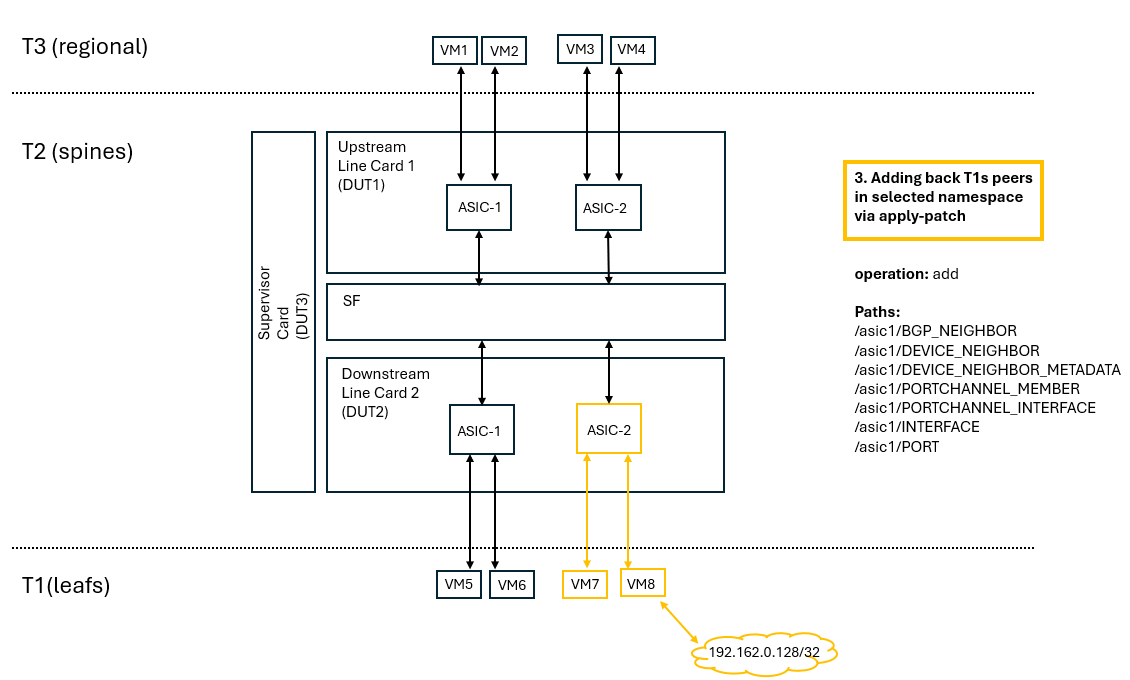 T3 (regional)
VM1
VM2
VM3
VM4
T2 (spines)
Supervisor
Card
(DUT3)
Upstream
Line Card 1
(DUT1)
ASIC-1
ASIC-2
SF
Downstream
Line Card 2
(DUT2)
ASIC-1
ASIC-2
3. Adding back T1s peers
in selected namespace
via apply-patch
operation: add
Paths:
/asic1/BGP_NEIGHBOR
/asic1/DEVICE_NEIGHBOR
/asic1/DEVICE_NEIGHBOR_METADATA
/asic1/PORTCHANNEL_MEMBER
/asic1/PORTCHANNEL_INTERFACE
/asic1/INTERFACE
/asic1/PORT
T1(leafs)
VM5
VM6
VM7
VM8
192.162.0.128/32